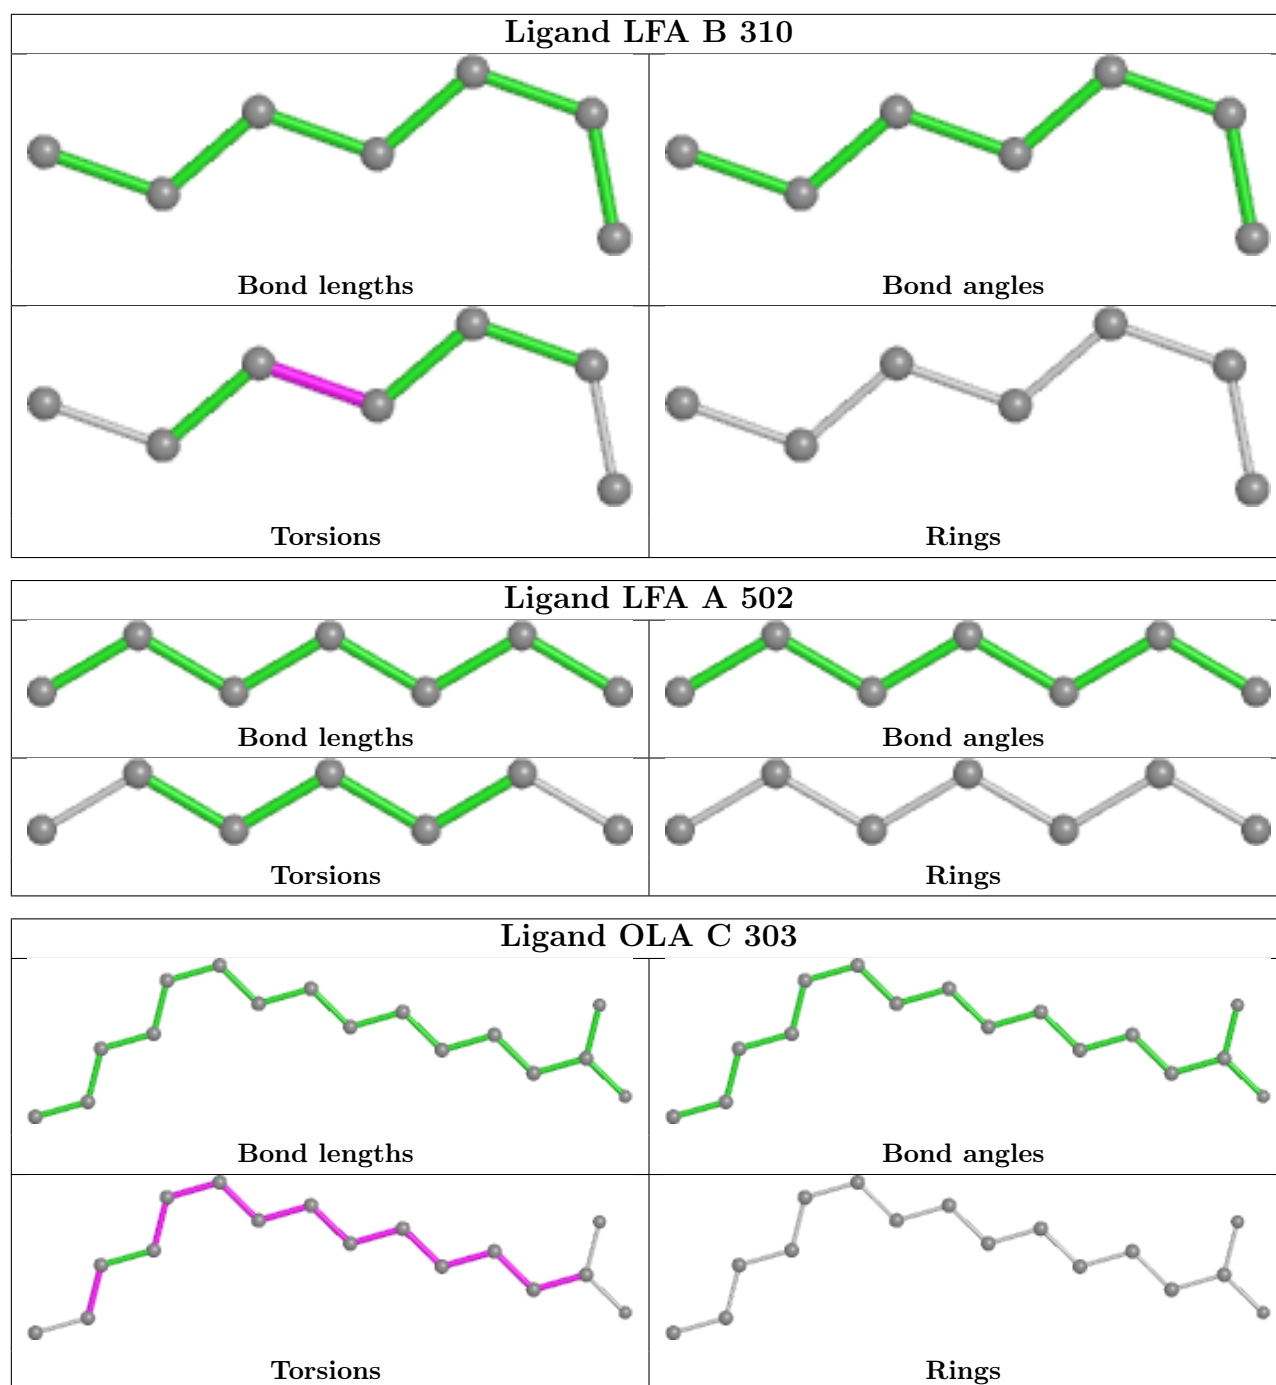 Ligand LFA B 310
Bond lengths
Bond angles
Torsions
Rings
Ligand LFA A 502
Bond lengths
Bond angles
Torsions
Rings
Ligand OLA C 303
Bond lengths
Bond angles
Torsions
Rings